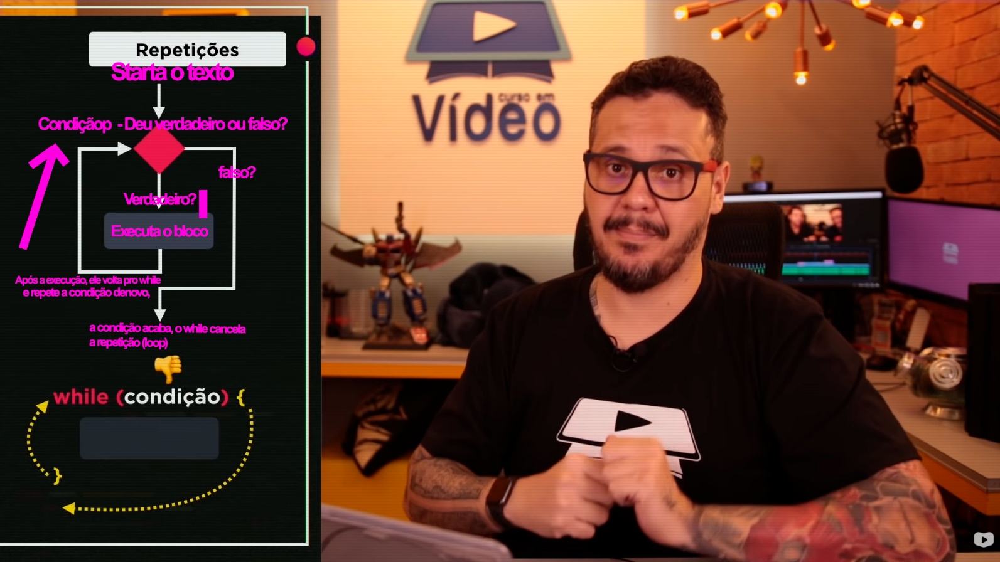 Repetições
Starta o texto
Condiçãop - Deu verdadeiro ou falso?
falso?
Verdadeiro?
Executa o bloco
Após a execução, ele volta pro while
e repete a condição denovo,
a condição acaba, o while cancela
a repetição (loop)
while (condição) {
}
curso em
Vídeo